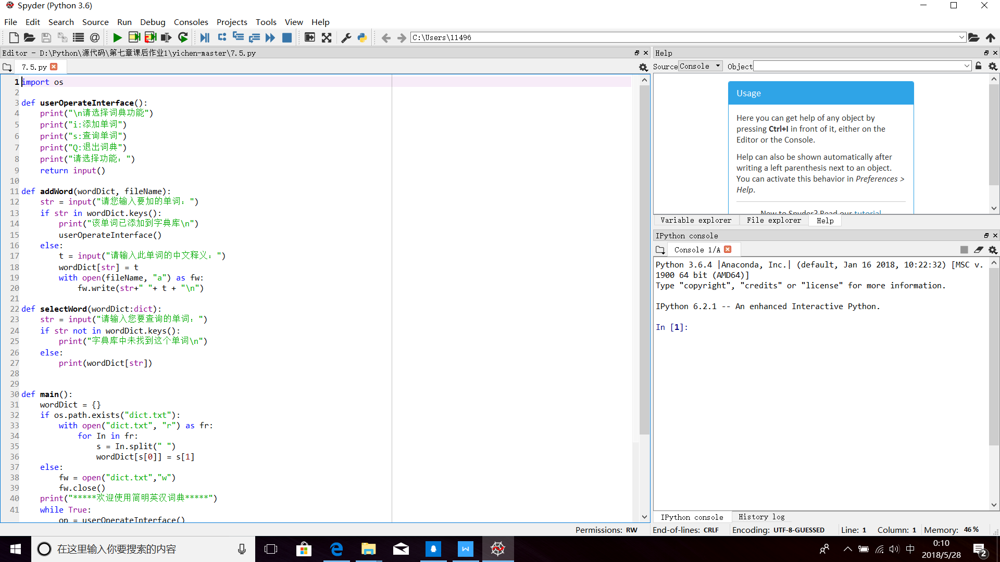 Spyder (Python 3.6)
File Edit Search Source Run Debug Consoles Projects Tools View Help
C:\Users\11496
Editor - D:\Python\源代码\第七章课后作业1\yichen-master\7.5.py
7.5.py
1 import os
2
3 def userOperateInterface():
4     print("\n请选择词典功能")
5     print("i:添加单词")
6     print("s:查询单词")
7     print("Q:退出词典")
8     print("请选择功能：")
9     return input()
10
11 def addWord(wordDict, fileName):
12     str = input("请您输入要加的单词：")
13     if str in wordDict.keys():
14         print("该单词已添加到字典库\n")
15         userOperateInterface()
16     else:
17         t = input("请输入此单词的中文释义：")
18         wordDict[str] = t
19         with open(fileName, "a") as fw:
20             fw.write(str+" "+ t + "\n")
21
22 def selectWord(wordDict:dict):
23     str = input("请输入您要查询的单词：")
24     if str not in wordDict.keys():
25         print("字典库中未找到这个单词\n")
26     else:
27         print(wordDict[str])
28
29
30 def main():
31     wordDict = {}
32     if os.path.exists("dict.txt"):
33         with open("dict.txt", "r") as fr:
34             for In in fr:
35                 s = In.split(" ")
36                 wordDict[s[0]] = s[1]
37     else:
38         fw = open("dict.txt","w")
39         fw.close()
40     print("*****欢迎使用简明英汉词典*****")
41     while True:
        op = userOperateInterface()
Help
Source Console Object
Usage
Here you can get help of any object by
pressing Ctrl+I in front of it, either on the
Editor or the Console.
Help can also be shown automatically after
writing a left parenthesis next to an object.
You can activate this behavior in Preferences >
Help.
New to Spyder? Read our tutorial
Variable explorer File explorer Help
IPython console
Console 1/A
Python 3.6.4 |Anaconda, Inc.| (default, Jan 16 2018, 10:22:32) [MSC v.
1900 64 bit (AMD64)]
Type "copyright", "credits" or "license" for more information.
IPython 6.2.1 -- An enhanced Interactive Python.
In [1]:
IPython console History log
Permissions: RW End-of-lines: CRLF Encoding: UTF-8-GUESSED Line: 1 Column: 1 Memory: 46 %
在这里输入你要搜索的内容
中
0:10
2018/5/28
2